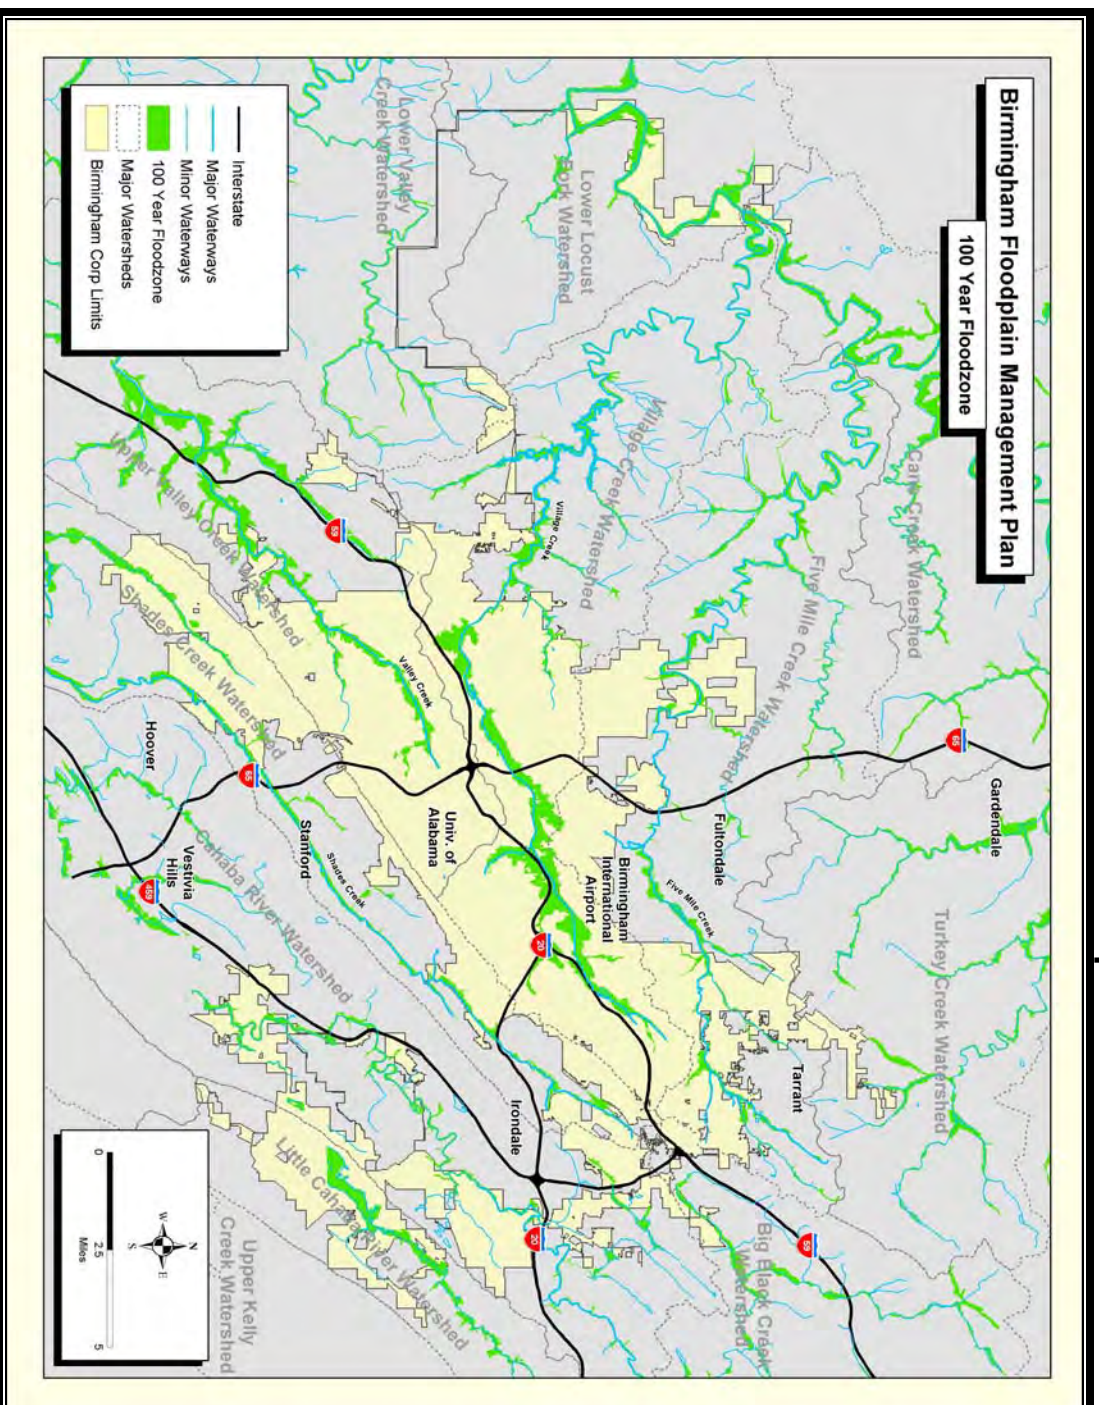 Birmingham Floodplain Management Plan
100 Year Floodzone
Interstate
Major Waterways
Minor Waterways
100 Year Floodzone
Major Watersheds
Birmingham Corp Limits
Lower Valley
Creek Watershed
Lower Locust
Fork Watershed
Village Creek Watershed
Cane Creek Watershed
Five Mile Creek Watershed
Turkey Creek Watershed
Upper Valley Creek Watershed
Shades Creek Watershed
Cahaba River Watershed
Little Cahaba River Watershed
Upper Kelly
Creek Watershed
Big Black Creek
Watershed
Village Creek
Valley Creek
Shades Creek
Five Mile Creek
Gardendale
Fultondale
Birmingham
International
Airport
Univ. of
Alabama
Tarrant
Irondale
Stanford
Hoover
Vestivia
Hills
59
65
65
20
459
20
59
N
W
E
S
0
2.5
5
Miles